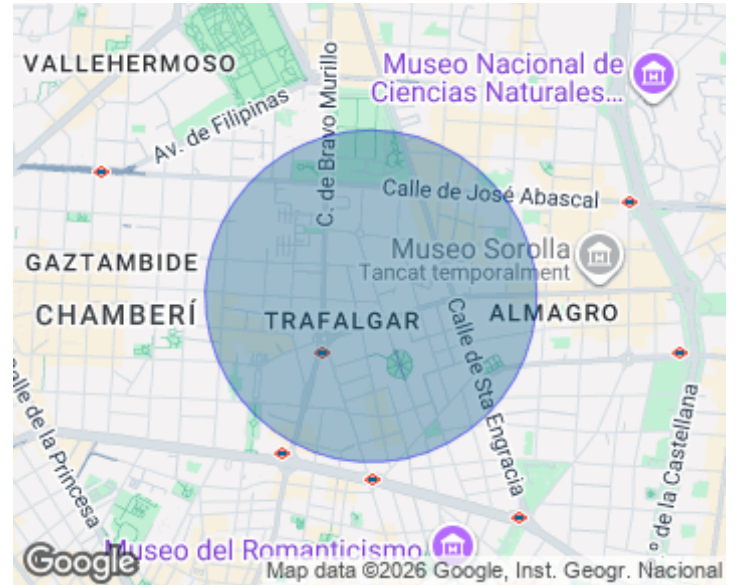 VALLEHERMOSO
Museo Nacional de
Ciencias Naturales...
Av. de Filipinas
C. de Bravo Murillo
Calle de José Abascal
GAZTAMBIDE
Museo Sorolla
Tancat temporalment
CHAMBERÍ
TRAFALGAR
ALMAGRO
Calle de Sta Engracia
Calle de la Princesa
º de la Castellana
Museo del Romanticismo
Google
Map data ©2026 Google, Inst. Geogr. Nacional